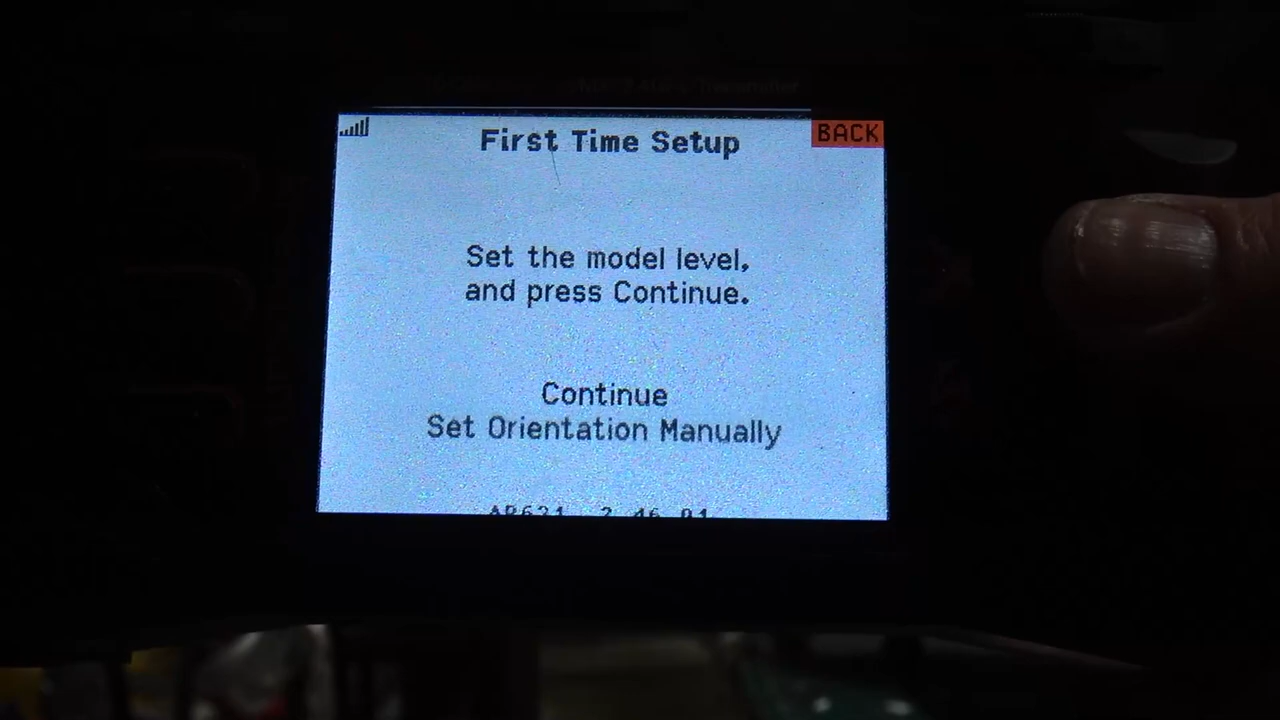 First Time Setup
BACK
Set the model level,
and press Continue.
Continue
Set Orientation Manually
AR631